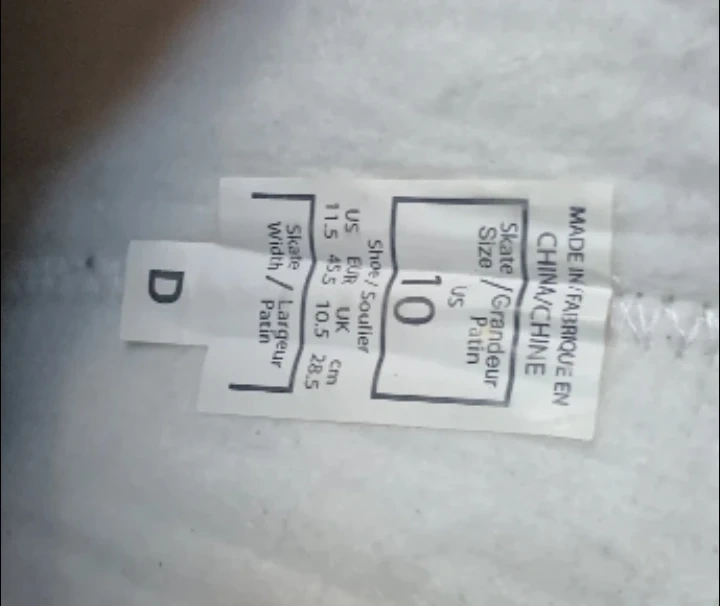 MADE IN/FABRIQUÉ EN
CHINA/CHINE
Skate / Grandeur
Size Patin
US
10
Shoe/Soulier
US EUR UK cm
11.5 45.5 10.5 28.5
Skate / Largeur
Width Patin
D